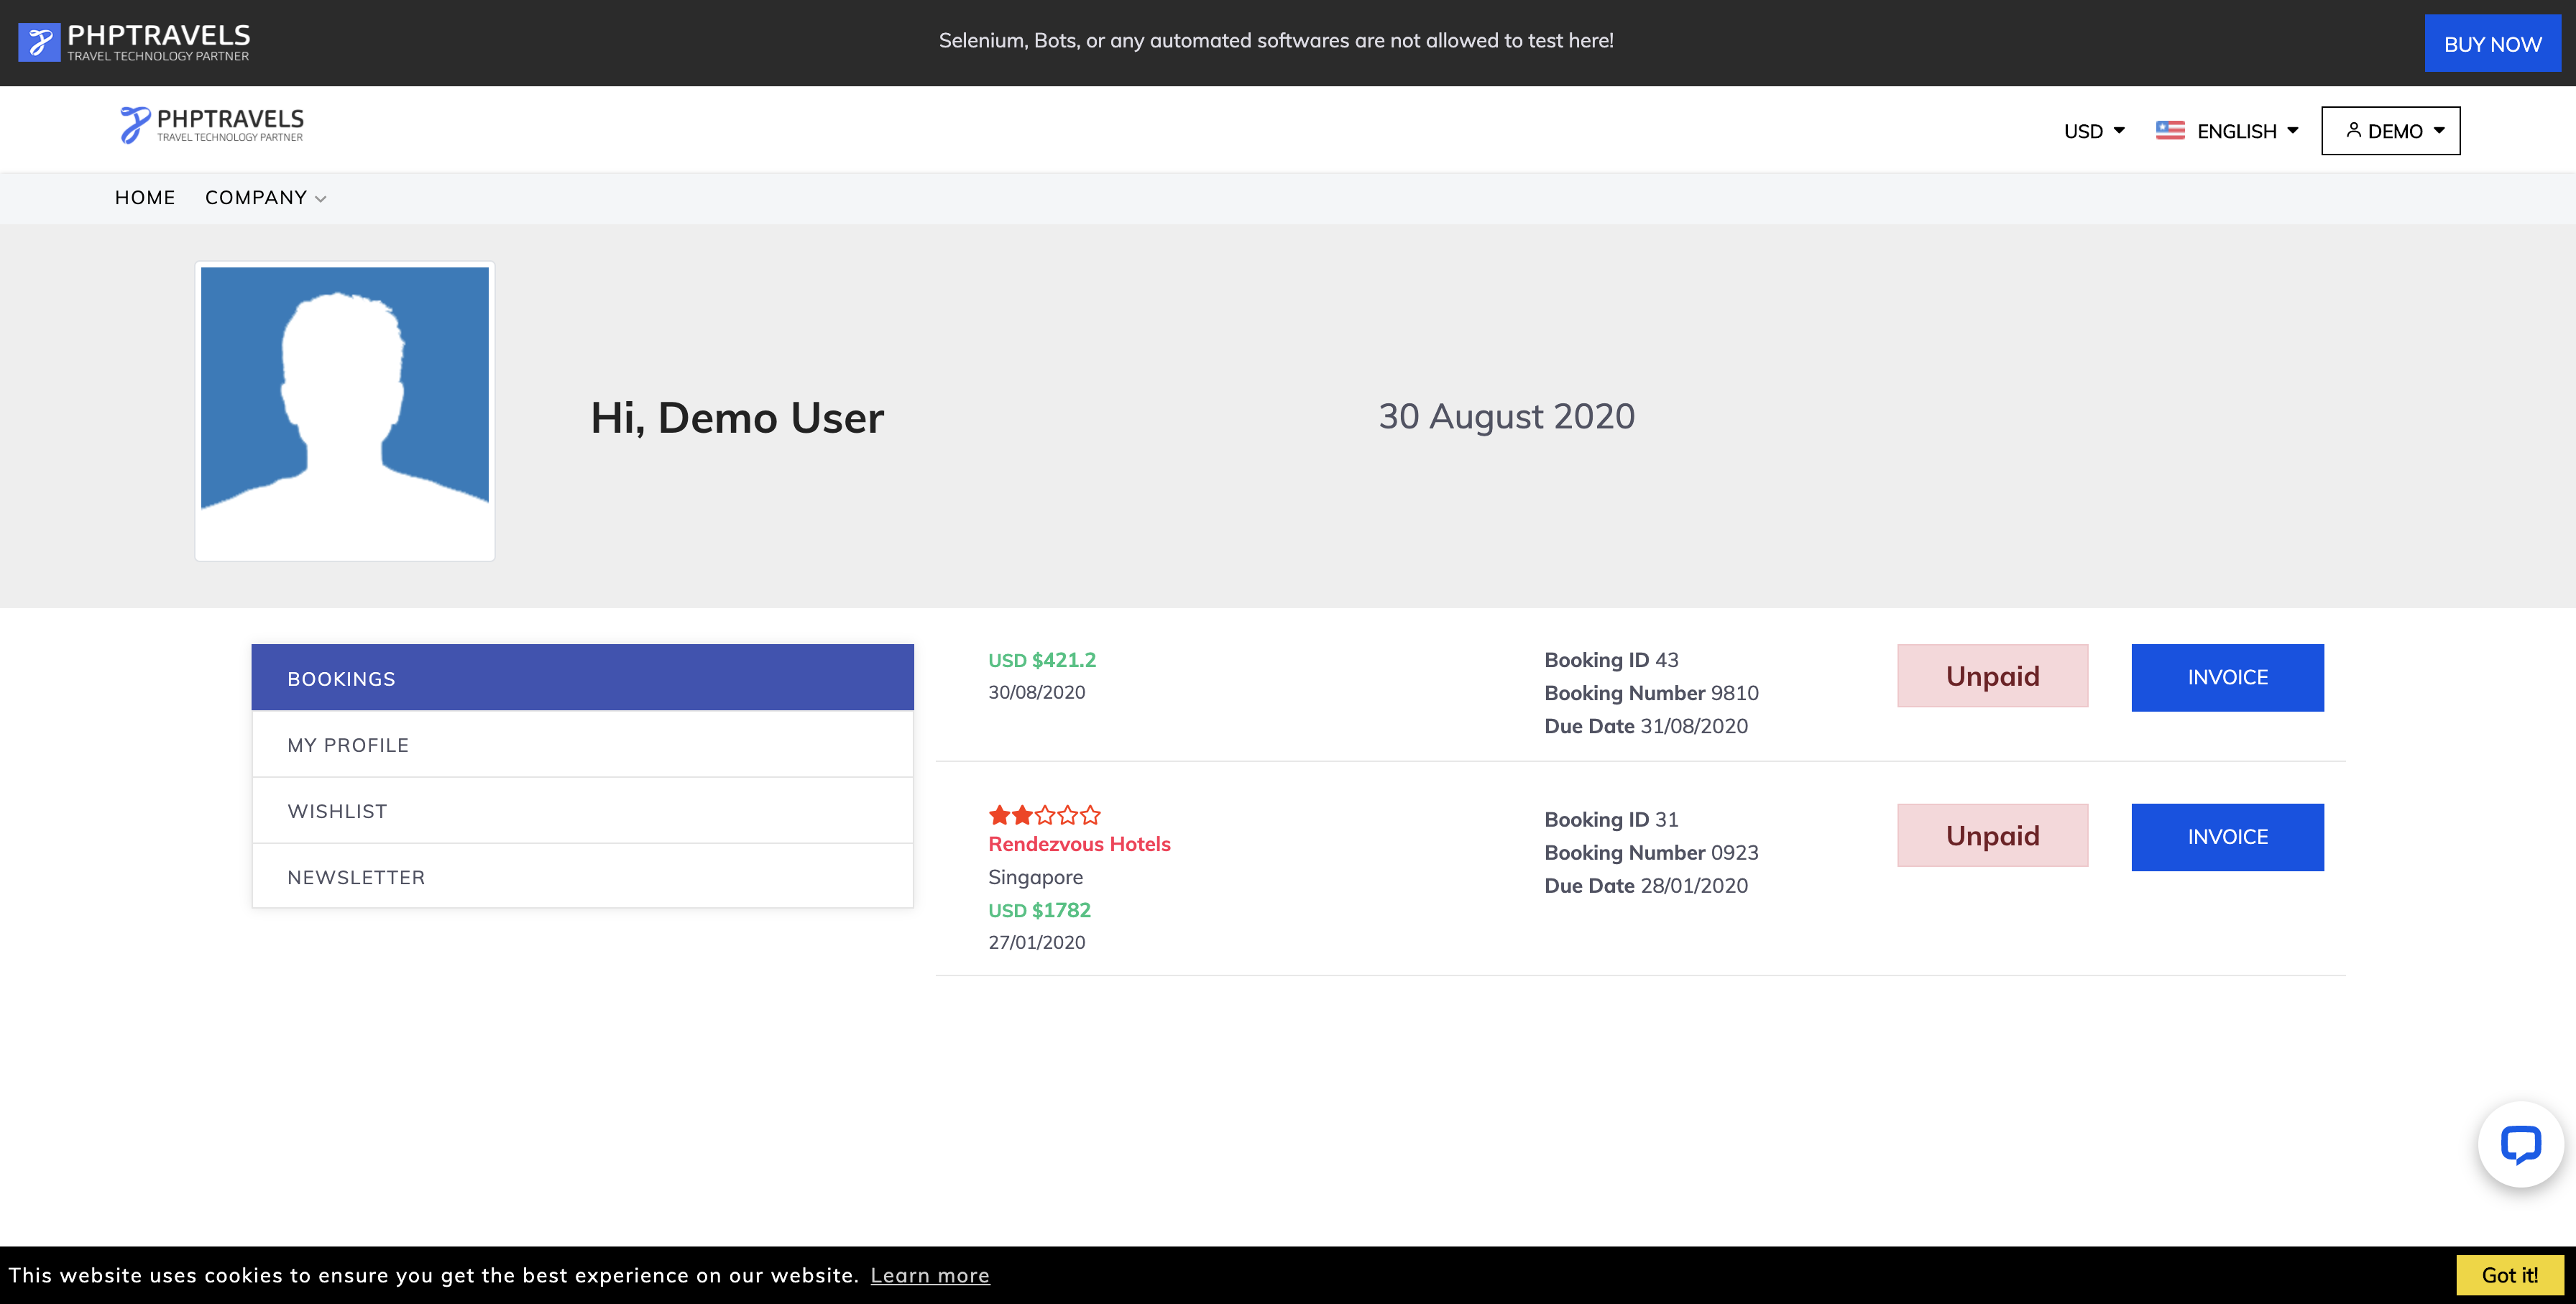 PHPTRAVELS
TRAVEL TECHNOLOGY PARTNER
Selenium, Bots, or any automated softwares are not allowed to test here!
BUY NOW
PHPTRAVELS
TRAVEL TECHNOLOGY PARTNER
USD
ENGLISH
DEMO
HOME
COMPANY
Hi, Demo User
30 August 2020
BOOKINGS
MY PROFILE
WISHLIST
NEWSLETTER
USD $421.2
30/08/2020
Booking ID 43
Booking Number 9810
Due Date 31/08/2020
Unpaid
INVOICE
Rendezvous Hotels
Singapore
USD $1782
27/01/2020
Booking ID 31
Booking Number 0923
Due Date 28/01/2020
Unpaid
INVOICE
This website uses cookies to ensure you get the best experience on our website. Learn more
Got it!